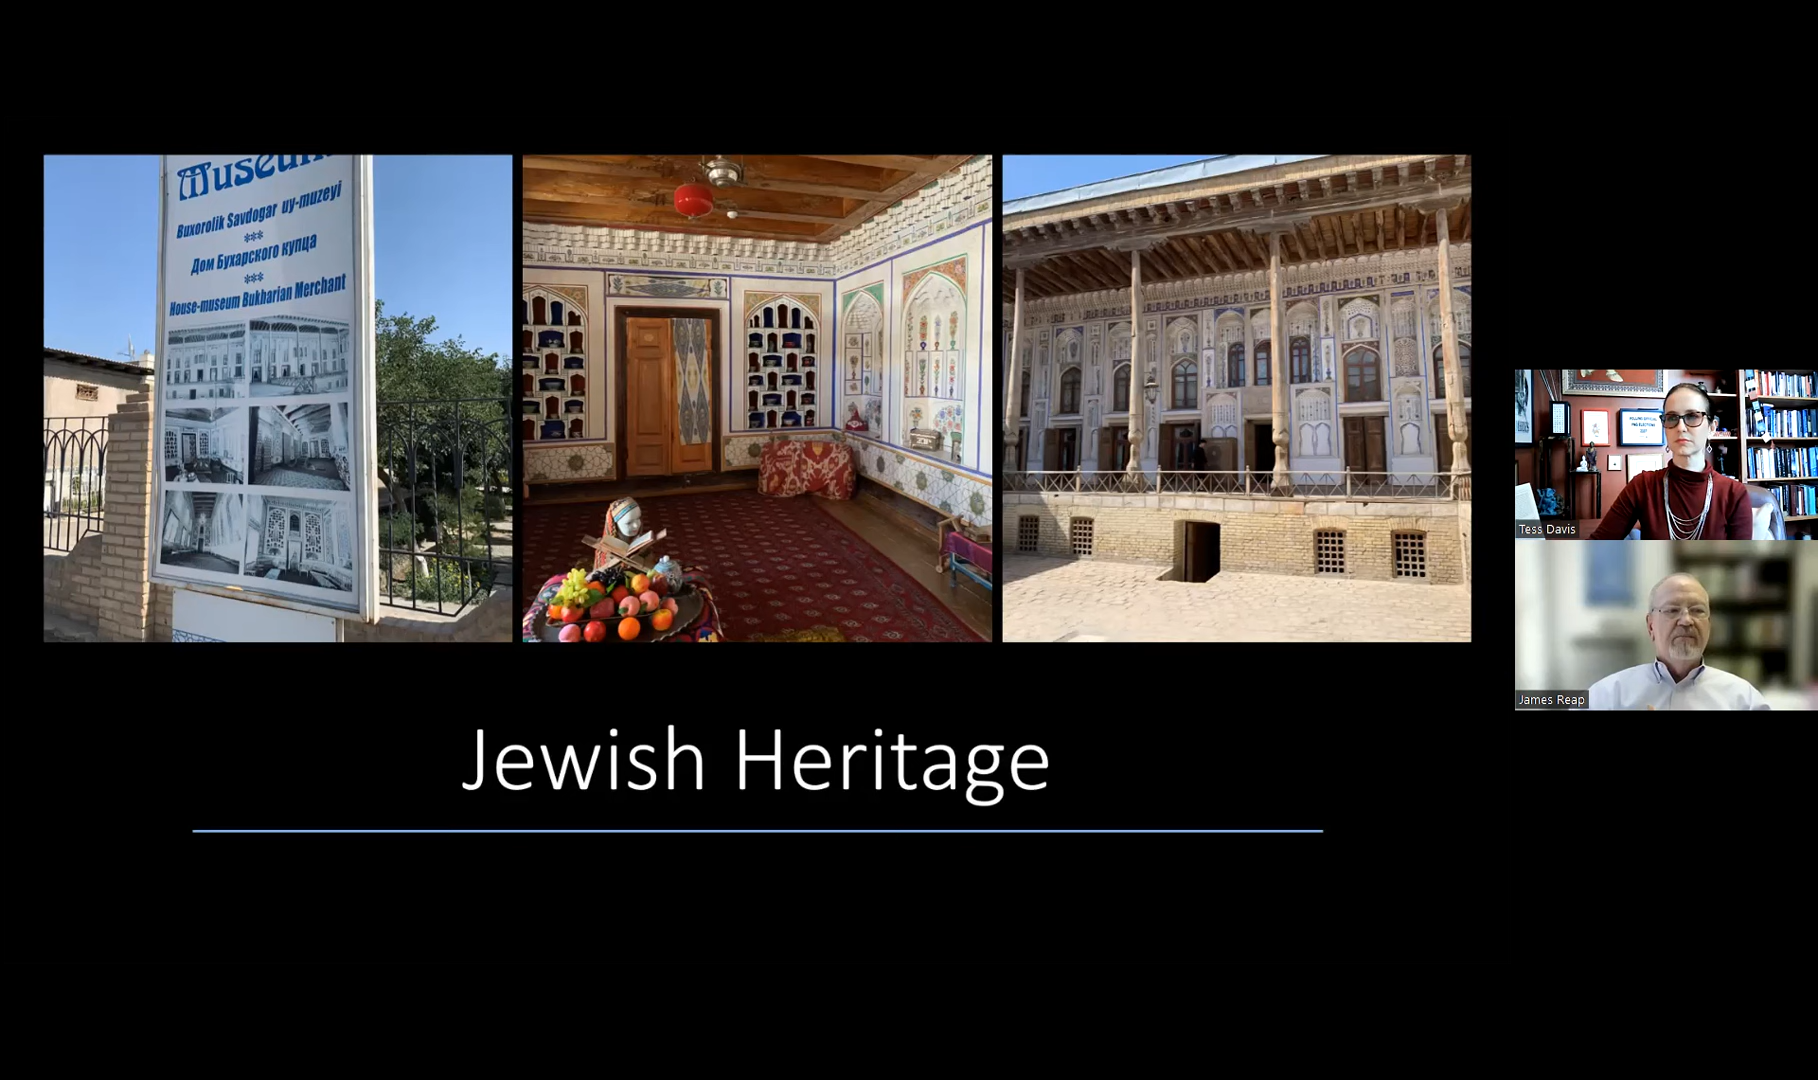 Museum
Buxorolik Savdogar uy-muzeyi
***
Дом Бухарского купца
***
House-museum Bukharian Merchant
Jewish Heritage
Tess Davis
James Reap